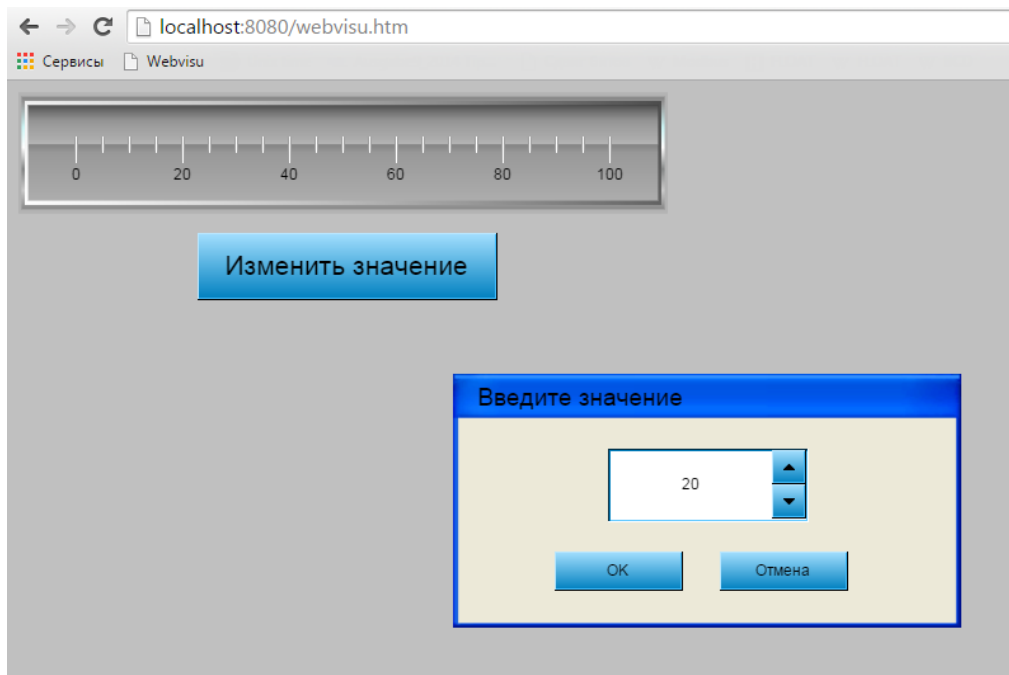 localhost:8080/webvisu.htm
Сервисы Webvisu
0 20 40 60 80 100
Изменить значение
Введите значение
20
OK Отмена